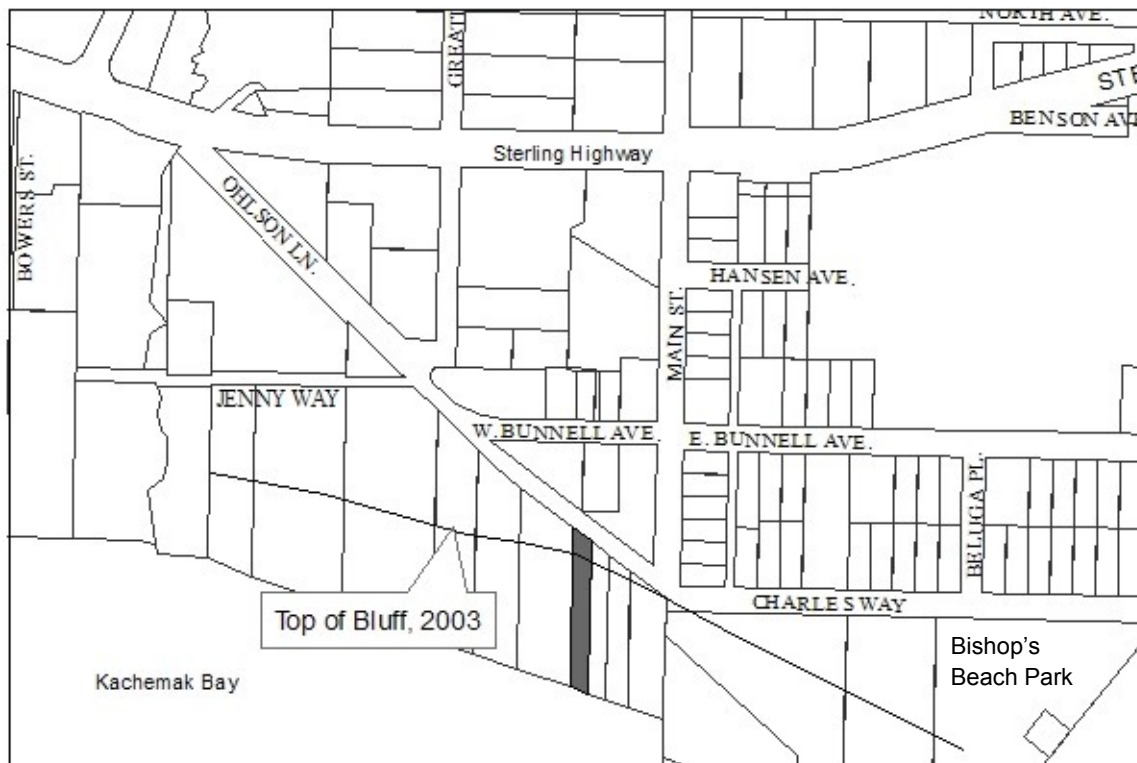 NORTH AVE.
GREAT
STE
BENSON AVE
Sterling Highway
BOWERS ST.
OHLSON LN.
HANSEN AVE.
MAIN ST.
JENNY WAY
W. BUNNELL AVE.
E. BUNNELL AVE.
BELUGA PL.
CHARLES WAY
Top of Bluff, 2003
Bishop's
Beach Park
Kachemak Bay